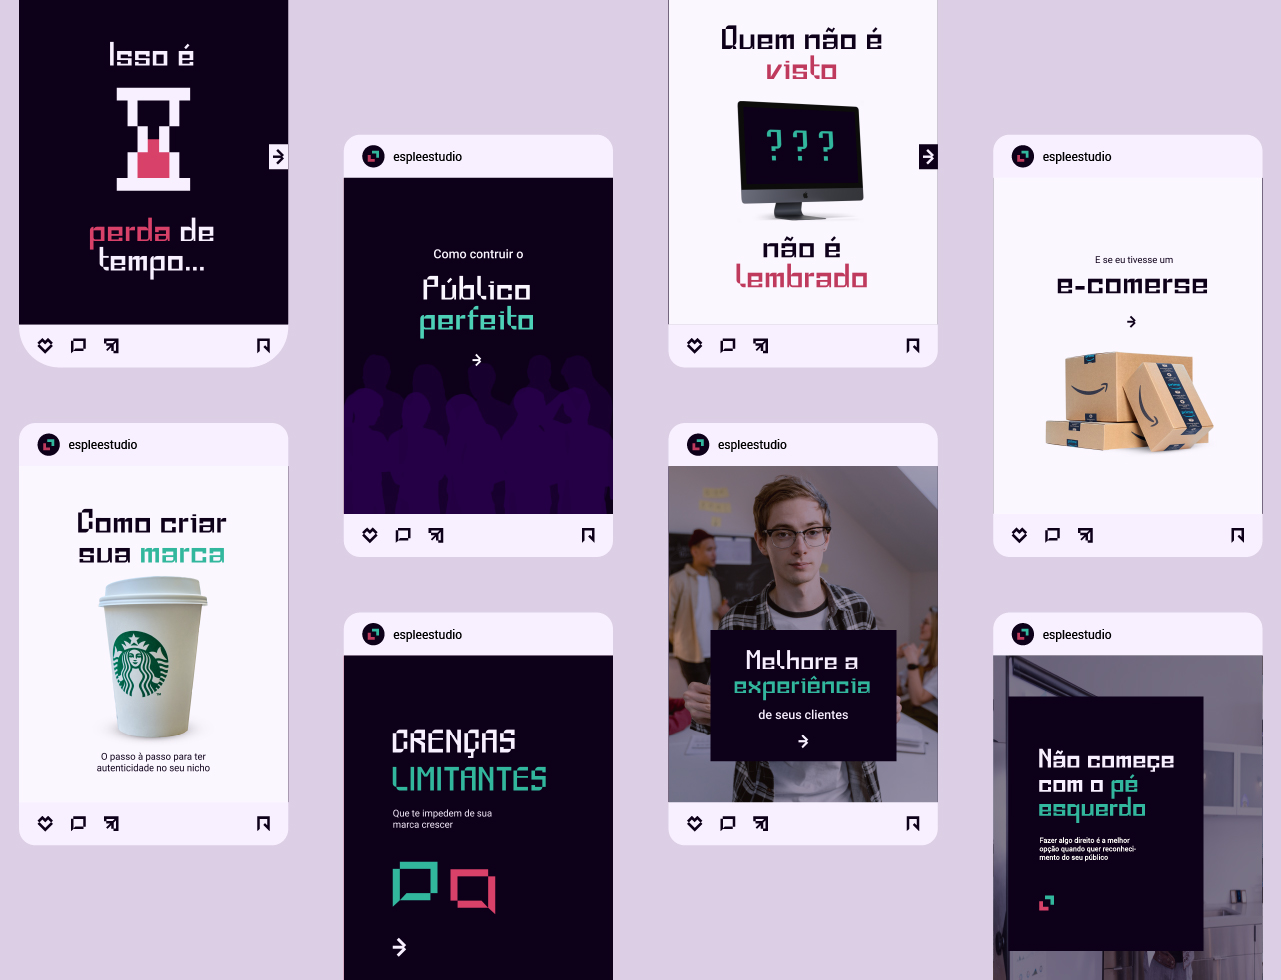 Isso é
perda de
tempo...
espleestudio
Como criar
sua marca
O passo à passo para ter
autenticidade no seu nicho
espleestudio
Como contruir o
Público
perfeito
espleestudio
CRENÇAS
LIMITANTES
Que te impedem de sua
marca crescer
Quem não é
visto
? ? ?
não é
lembrado
espleestudio
Melhore a
experiência
de seus clientes
espleestudio
E se eu tivesse um
e-comerse
espleestudio
Não começe
com o pé
esquerdo
Fazer algo direito é a melhor
opção quando quer reconheci-
mento do seu público